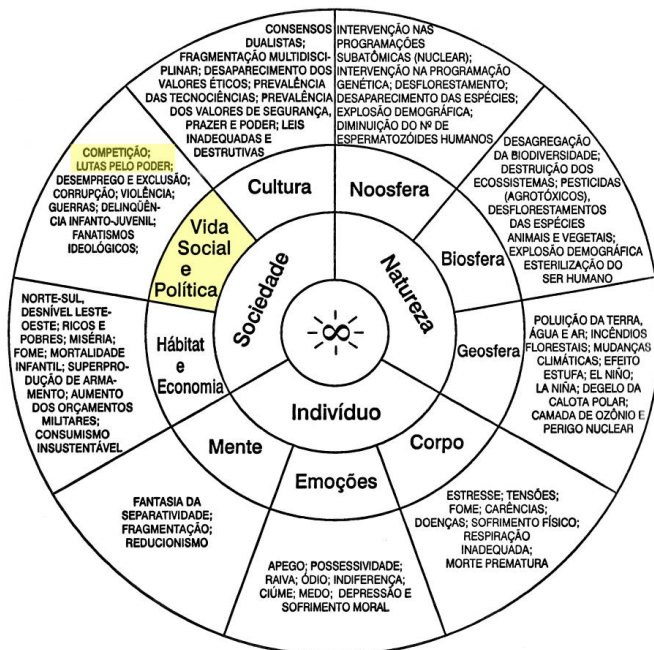 CONSENSOS
DUALISTAS;
FRAGMENTAÇÃO MULTIDISCI-
PLINAR; DESAPARECIMENTO DOS
VALORES ÉTICOS; PREVALÊNCIA
DAS TECNOCIÊNCIAS; PREVALÊNCIA
DOS VALORES DE SEGURANÇA,
PRAZER E PODER; LEIS
INADEQUADAS E
DESTRUTIVAS
INTERVENÇÃO NAS
PROGRAMAÇÕES
SUBATÔMICAS (NUCLEAR);
INTERVENÇÃO NA PROGRAMAÇÃO
GENÉTICA; DESFLORESTAMENTO;
DESAPARECIMENTO DAS ESPÉCIES;
EXPLOSÃO DEMOGRÁFICA;
DIMINUIÇÃO DO Nº DE
ESPERMATOZÓIDES HUMANOS
DESAGREGAÇÃO
DA BIODIVERSIDADE;
DESTRUIÇÃO DOS
ECOSSISTEMAS; PESTICIDAS
(AGROTÓXICOS),
DESFLORESTAMENTOS
DAS ESPÉCIES
ANIMAIS E VEGETAIS;
EXPLOSÃO DEMOGRÁFICA
ESTERILIZAÇÃO DO
SER HUMANO
COMPETIÇÃO;
LUTAS PELO PODER;
DESEMPREGO E EXCLUSÃO;
CORRUPÇÃO; VIOLÊNCIA;
GUERRAS; DELINQÜÊN-
CIA INFANTO-JUVENIL;
FANATISMOS
IDEOLÓGICOS;
Cultura
Noosfera
Vida
Social
e
Política
Biosfera
Sociedade
Natureza
∞
NORTE-SUL,
DESNÍVEL LESTE-
OESTE; RICOS E
POBRES; MISÉRIA;
FOME; MORTALIDADE
INFANTIL; SUPERPRO-
DUÇÃO DE ARMA-
MENTO; AUMENTO
DOS ORÇAMENTOS
MILITARES;
CONSUMISMO
INSUSTENTÁVEL
Hábitat
e
Economia
Geosfera
POLUIÇÃO DA TERRA,
ÁGUA E AR; INCÊNDIOS
FLORESTAIS; MUDANÇAS
CLIMÁTICAS; EFEITO
ESTUFA; EL NIÑO;
LA NIÑA; DEGELO DA
CALOTA POLAR;
CAMADA DE OZÔNIO E
PERIGO NUCLEAR
Indivíduo
Mente
Emoções
Corpo
FANTASIA DA
SEPARATIVIDADE;
FRAGMENTAÇÃO;
REDUCIONISMO
APEGO; POSSESSIVIDADE;
RAIVA; ÓDIO; INDIFERENÇA;
CIÚME; MEDO; DEPRESSÃO E
SOFRIMENTO MORAL
ESTRESSE; TENSÕES;
FOME; CARÊNCIAS;
DOENÇAS; SOFRIMENTO FÍSICO;
RESPIRAÇÃO
INADEQUADA;
MORTE PREMATURA